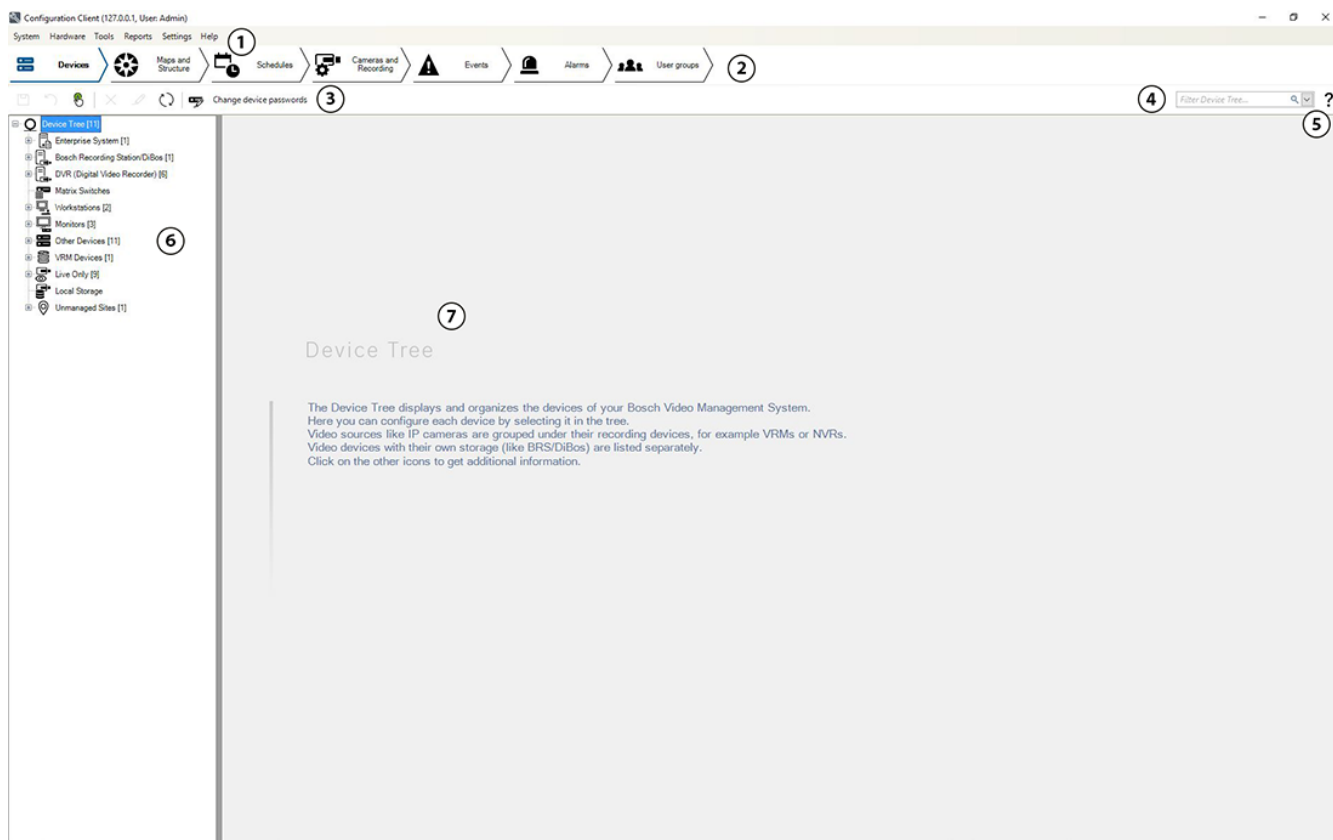 Configuration Client (127.0.0.1, User: Admin)
System Hardware Tools Reports Settings Help
1
Devices
Maps and
Structure
Schedules
Cameras and
Recording
Events
Alarms
User groups
2
Change device passwords
3
4
Filter Device Tree...
?
5
Device Tree [11]
Enterprise System [1]
Bosch Recording Station/DiBos [1]
DVR (Digital Video Recorder) [6]
Matrix Switches
Workstations [2]
Monitors [3]
Other Devices [11]
6
VRM Devices [1]
Live Only [9]
Local Storage
Unmanaged Sites [1]
7
Device Tree
The Device Tree displays and organizes the devices of your Bosch Video Management System.
Here you can configure each device by selecting it in the tree.
Video sources like IP cameras are grouped under their recording devices, for example VRMs or NVRs.
Video devices with their own storage (like BRS/DiBos) are listed separately.
Click on the other icons to get additional information.